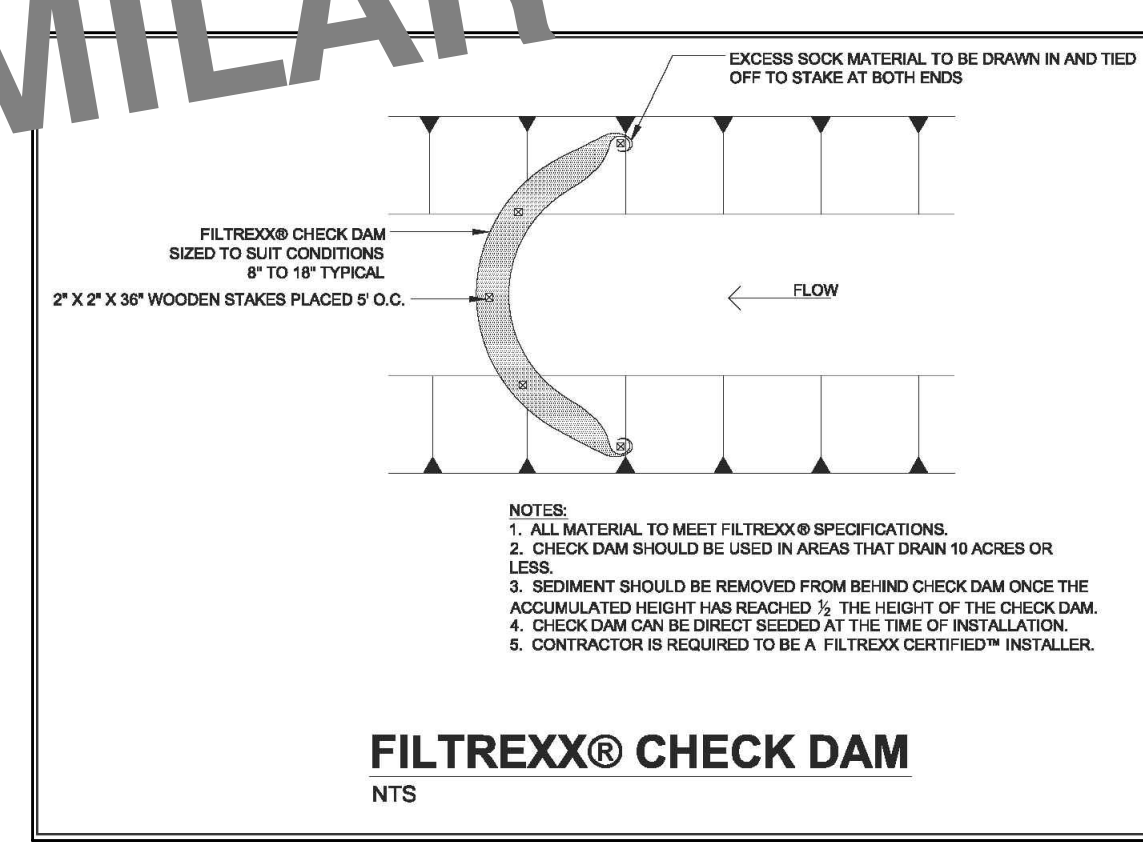 MILAR
EXCESS SOCK MATERIAL TO BE DRAWN IN AND TIED
OFF TO STAKE AT BOTH ENDS
FILTREXX® CHECK DAM
SIZED TO SUIT CONDITIONS
8" TO 18" TYPICAL
2" X 2" X 36" WOODEN STAKES PLACED 5' O.C.
FLOW
NOTES:
1. ALL MATERIAL TO MEET FILTREXX® SPECIFICATIONS.
2. CHECK DAM SHOULD BE USED IN AREAS THAT DRAIN 10 ACRES OR
LESS.
3. SEDIMENT SHOULD BE REMOVED FROM BEHIND CHECK DAM ONCE THE
ACCUMULATED HEIGHT HAS REACHED ½ THE HEIGHT OF THE CHECK DAM.
4. CHECK DAM CAN BE DIRECT SEEDED AT THE TIME OF INSTALLATION.
5. CONTRACTOR IS REQUIRED TO BE A FILTREXX CERTIFIED™ INSTALLER.
FILTREXX® CHECK DAM
NTS